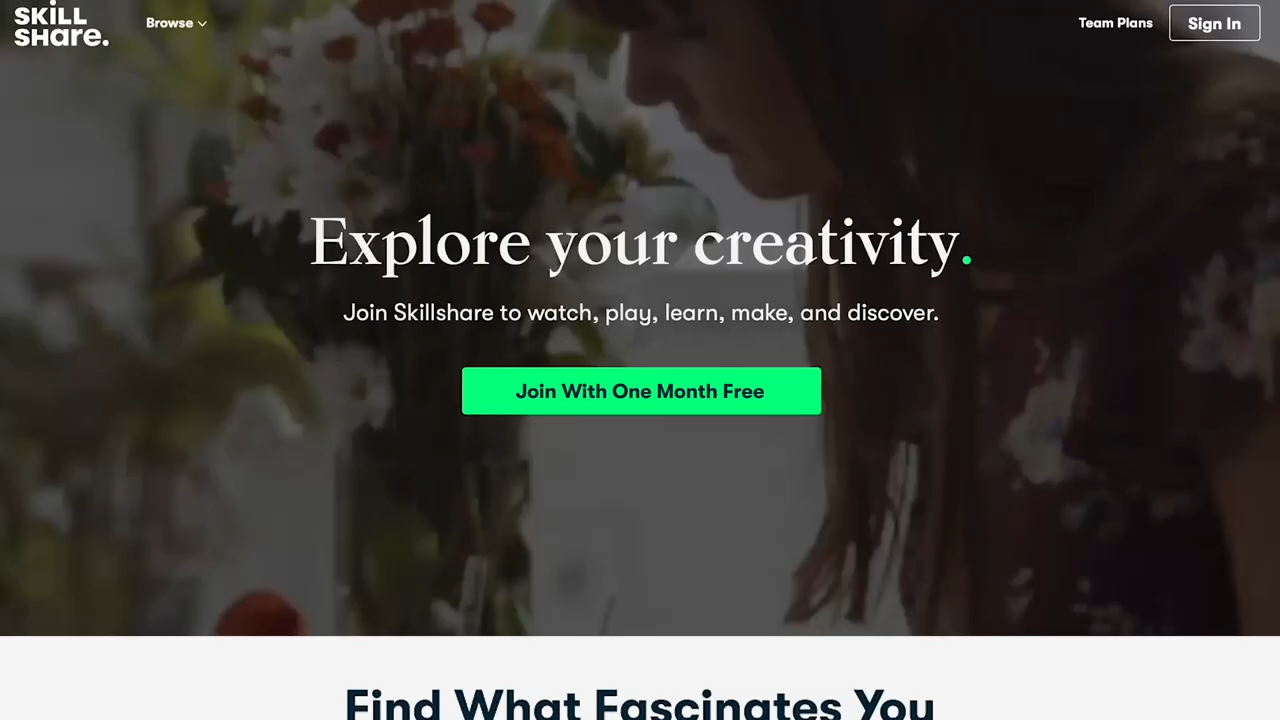 SKILL
SHare.
Browse
Team Plans
Sign In
Explore your creativity.
Join Skillshare to watch, play, learn, make, and discover.
Join With One Month Free
Find What Fascinates You